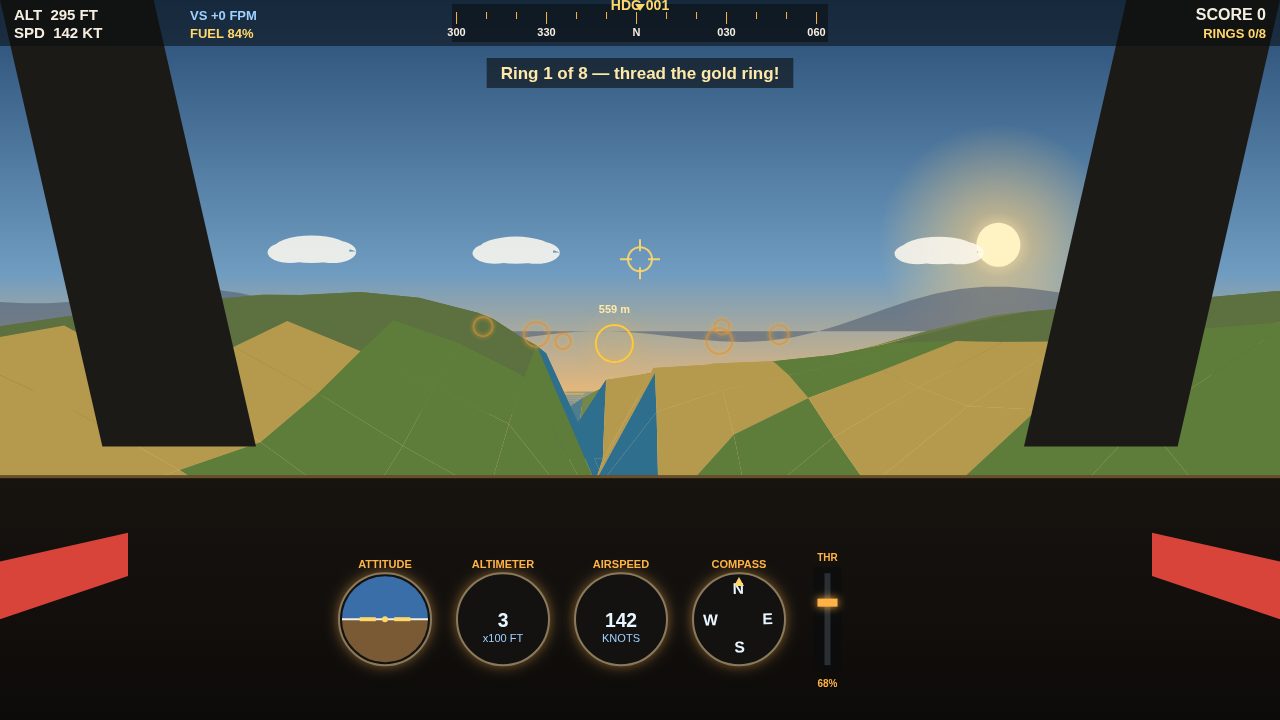 ALT 295 FT
SPD 142 KT
VS +0 FPM
FUEL 84%
HDG 001
300 330 N 030 060
SCORE 0
RINGS 0/8
Ring 1 of 8 — thread the gold ring!
559 m
ATTITUDE ALTIMETER AIRSPEED COMPASS THR
3
x100 FT
142
KNOTS
N
W E
S
68%